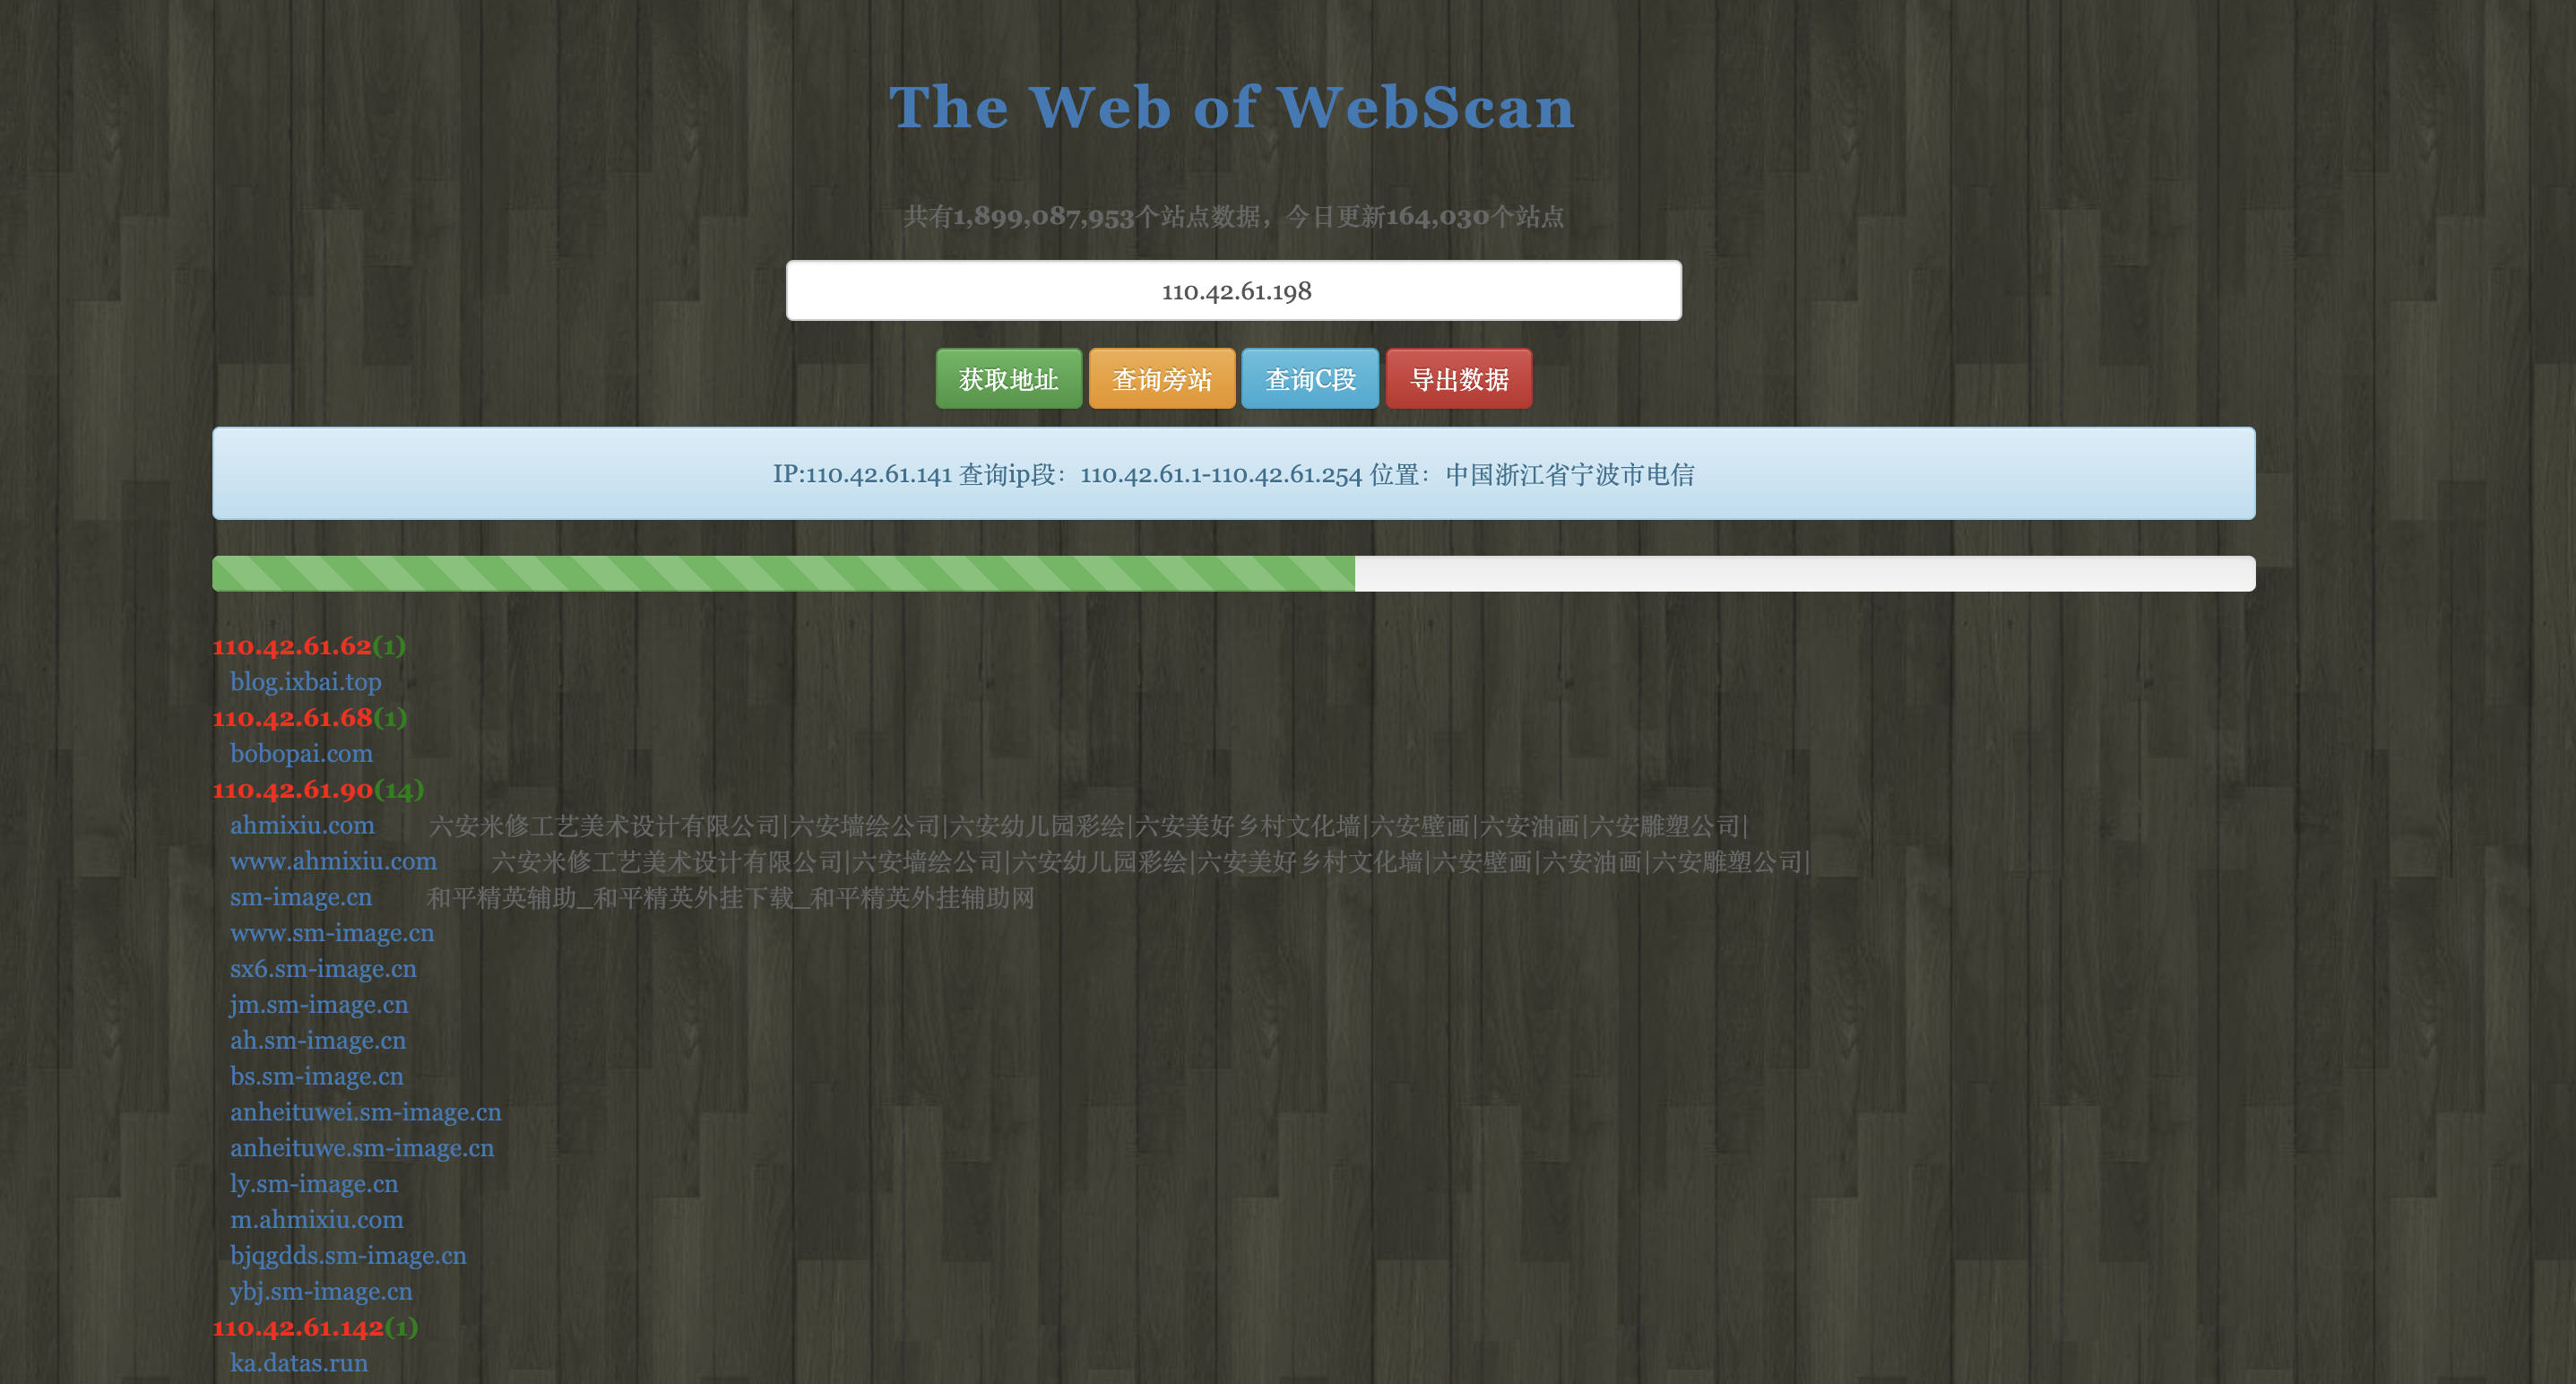 The Web of WebScan
共有1,899,087,953个站点数据，今日更新164,030个站点
110.42.61.198
获取地址 查询旁站 查询C段 导出数据
IP:110.42.61.141 查询ip段：110.42.61.1-110.42.61.254 位置：中国浙江省宁波市电信
110.42.61.62(1)
blog.ixbai.top
110.42.61.68(1)
bobopai.com
110.42.61.90(14)
ahmixiu.com 六安米修工艺美术设计有限公司|六安墙绘公司|六安幼儿园彩绘|六安美好乡村文化墙|六安壁画|六安油画|六安雕塑公司|
www.ahmixiu.com 六安米修工艺美术设计有限公司|六安墙绘公司|六安幼儿园彩绘|六安美好乡村文化墙|六安壁画|六安油画|六安雕塑公司|
sm-image.cn 和平精英辅助_和平精英外挂下载_和平精英外挂辅助网
www.sm-image.cn
sx6.sm-image.cn
jm.sm-image.cn
ah.sm-image.cn
bs.sm-image.cn
anheituwei.sm-image.cn
anheituwe.sm-image.cn
ly.sm-image.cn
m.ahmixiu.com
bjqgdds.sm-image.cn
ybj.sm-image.cn
110.42.61.142(1)
ka.datas.run